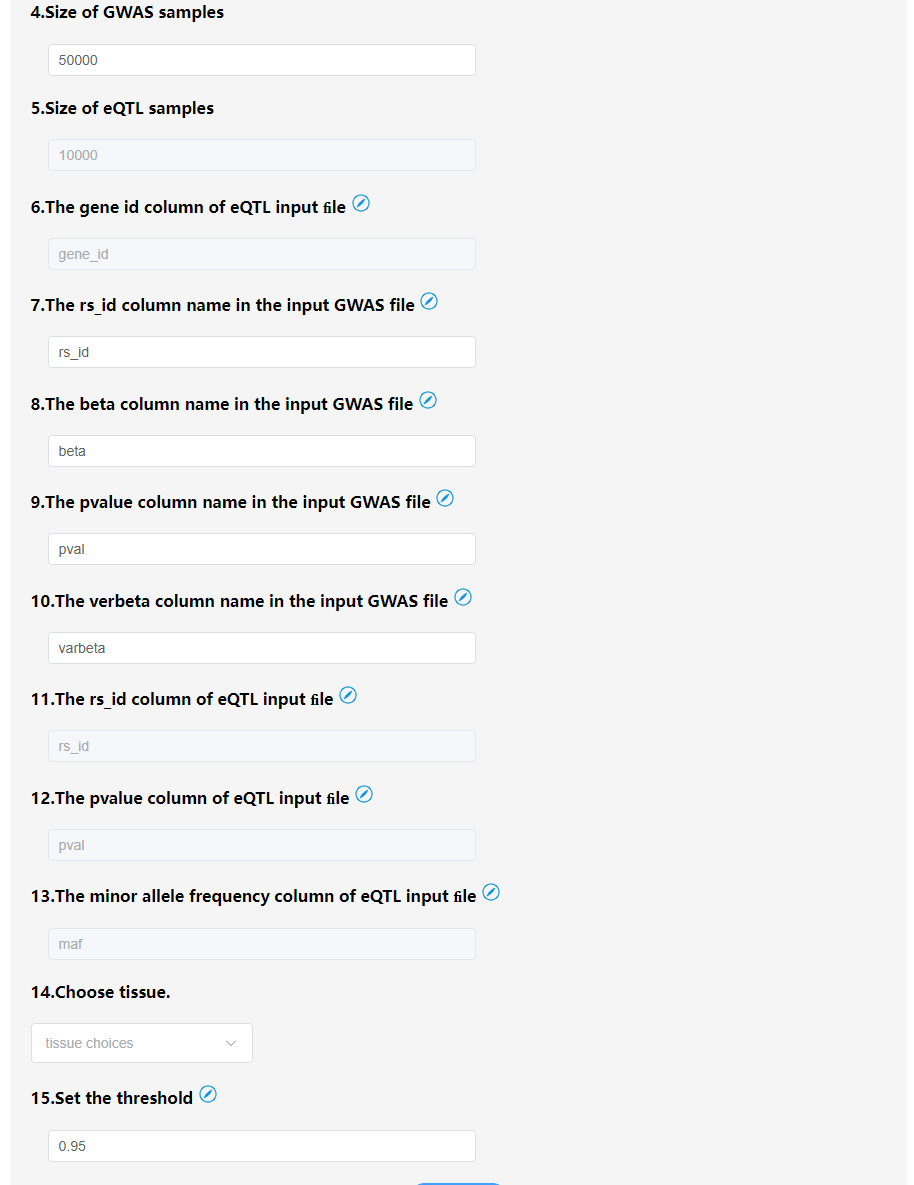 4.Size of GWAS samples
50000
5.Size of eQTL samples
10000
6.The gene id column of eQTL input file
gene_id
7.The rs_id column name in the input GWAS file
rs_id
8.The beta column name in the input GWAS file
beta
9.The pvalue column name in the input GWAS file
pval
10.The verbeta column name in the input GWAS file
varbeta
11.The rs_id column of eQTL input file
rs_id
12.The pvalue column of eQTL input file
pval
13.The minor allele frequency column of eQTL input file
maf
14.Choose tissue.
tissue choices
15.Set the threshold
0.95